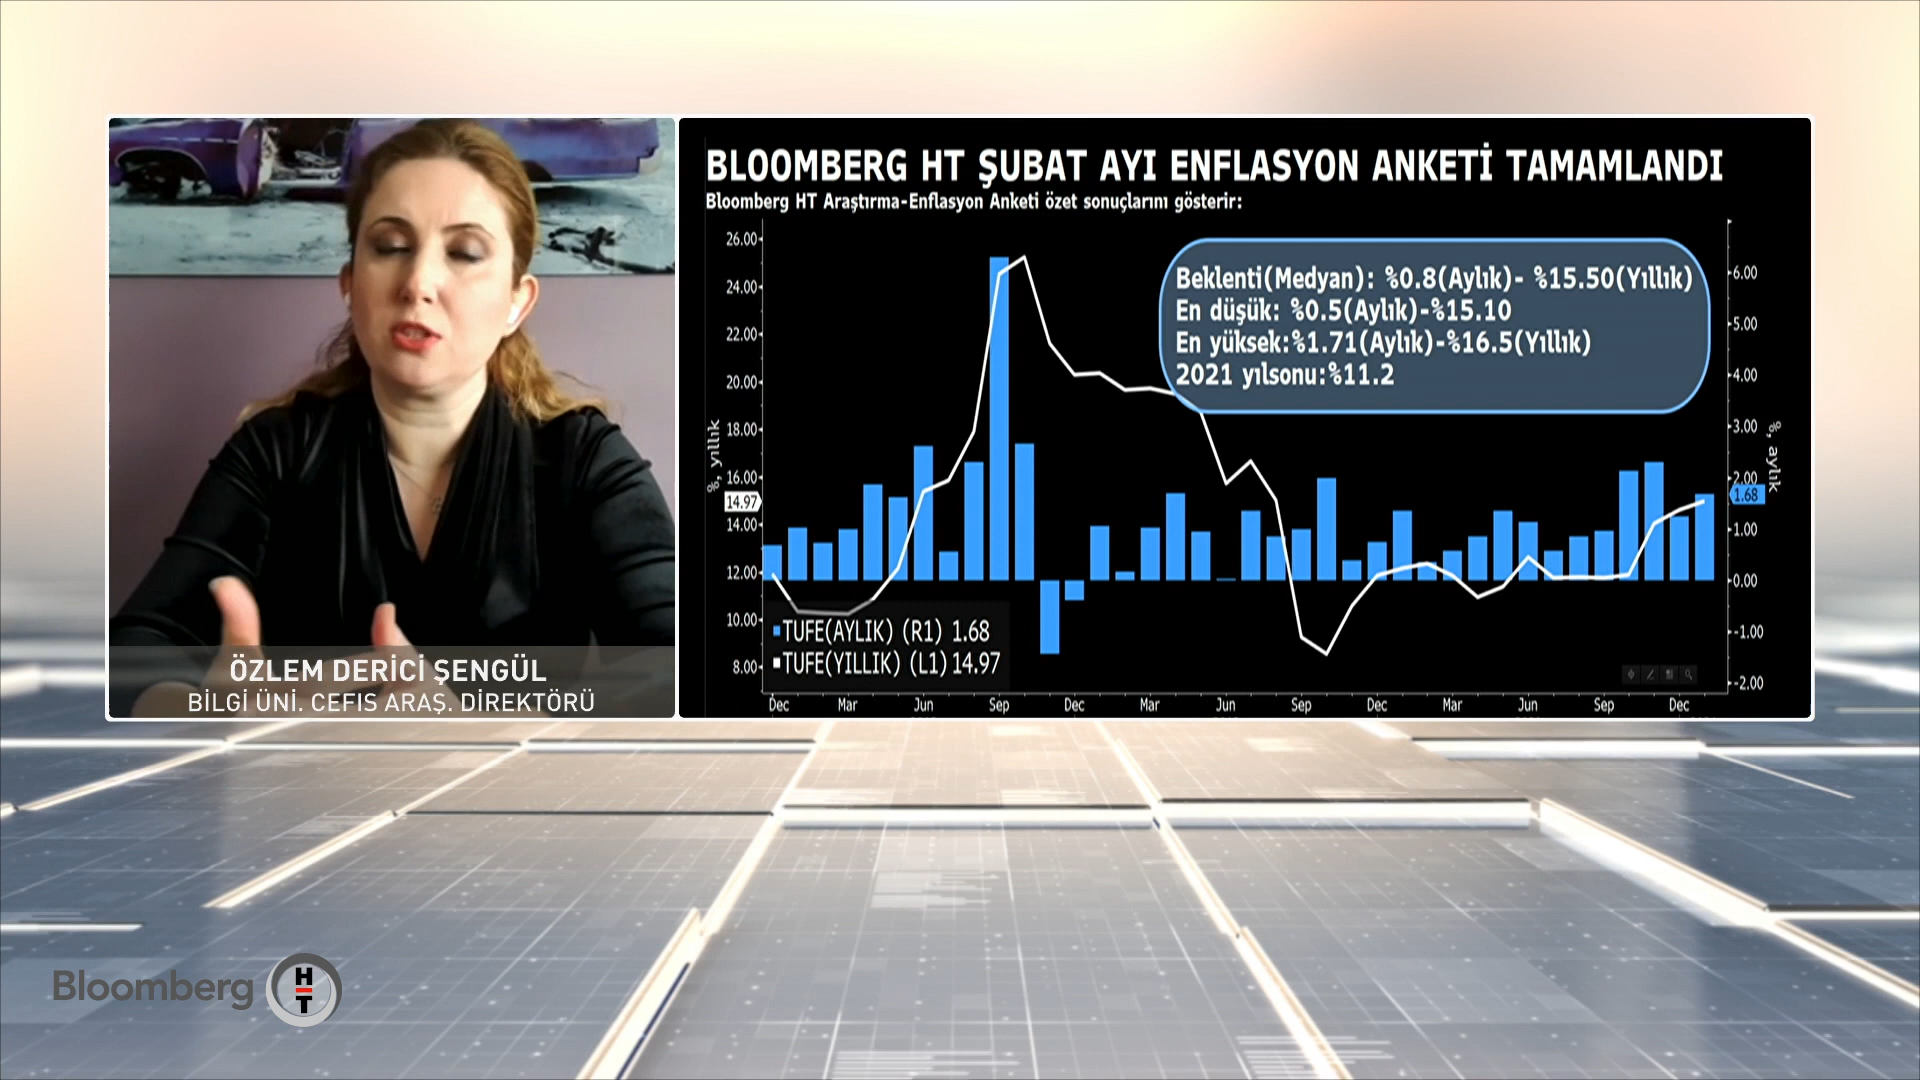 BLOOMBERG HT ŞUBAT AYI ENFLASYON ANKETİ TAMAMLANDI
Bloomberg HT Araştırma-Enflasyon Anketi özet sonuçlarını gösterir:
Beklenti(Medyan): %0.8(Aylık)- %15.50(Yıllık)
En düşük: %0.5(Aylık)-%15.10
En yüksek:%1.71(Aylık)-%16.5(Yıllık)
2021 yılsonu:%11.2
26.00
24.00
22.00
20.00
18.00
16.00
14.97
14.00
12.00
10.00
8.00
%, yıllık
6.00
5.00
4.00
3.00
2.00
1.68
1.00
0.00
-1.00
-2.00
%, aylık
TUFE(AYLIK) (R1) 1.68
TUFE(YILLIK) (L1) 14.97
Dec Mar Jun Sep Dec Mar Jun Sep Dec Mar Jun Sep Dec
ÖZLEM DERİCİ ŞENGÜL
BİLGİ ÜNİ. CEFIS ARAŞ. DİREKTÖRÜ
Bloomberg HT